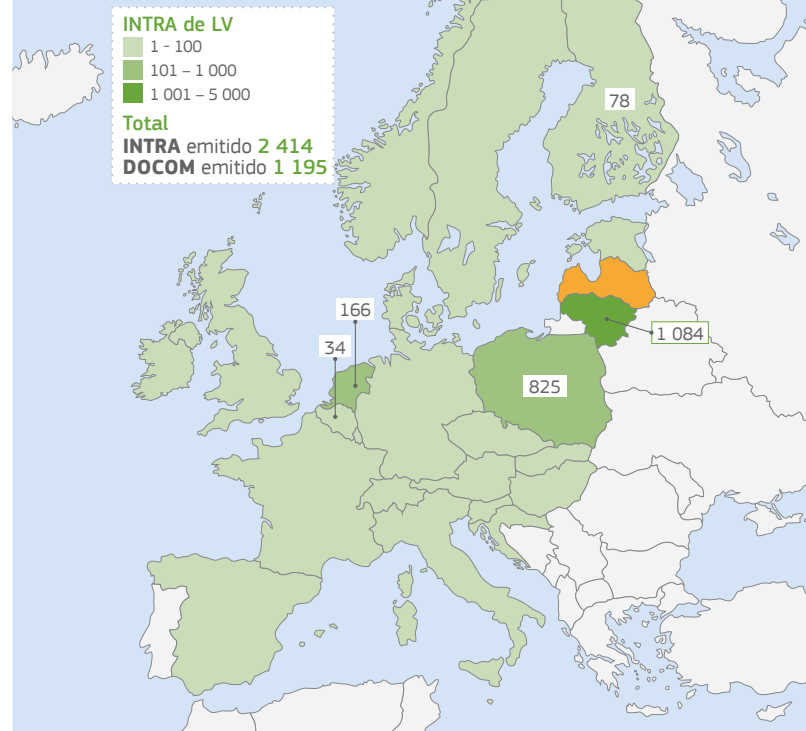 INTRA de LV
1 - 100
101 – 1 000
1 001 – 5 000
Total
INTRA emitido 2 414
DOCOM emitido 1 195
78
166
34
1 084
825